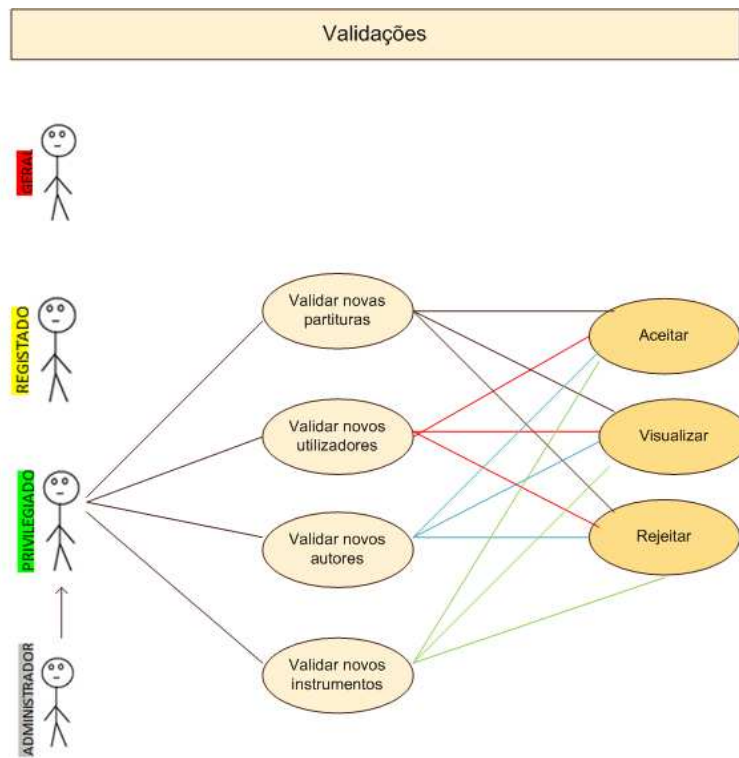 Validações
GERAL
REGISTADO
PRIVILEGIADO
ADMINISTRADOR
Validar novas
partituras
Validar novos
utilizadores
Validar novos
autores
Validar novos
instrumentos
Aceitar
Visualizar
Rejeitar